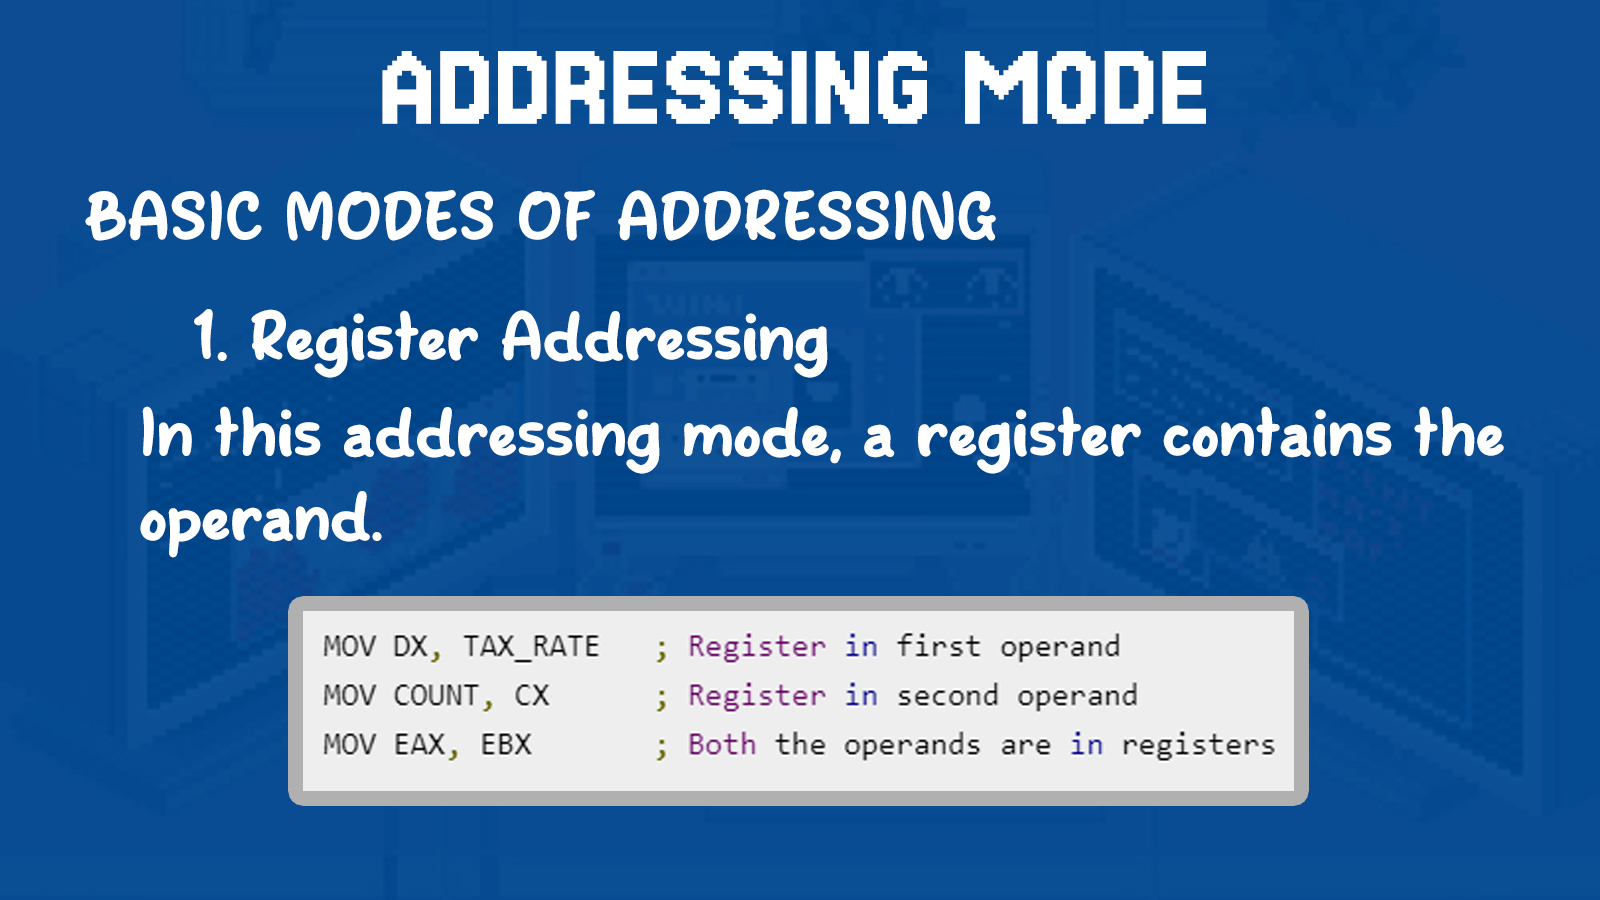 ADDRESSING MODE
BASIC MODES OF ADDRESSING
1. Register Addressing
In this addressing mode, a register contains the
operand.
MOV DX, TAX_RATE ; Register in first operand
MOV COUNT, CX ; Register in second operand
MOV EAX, EBX ; Both the operands are in registers